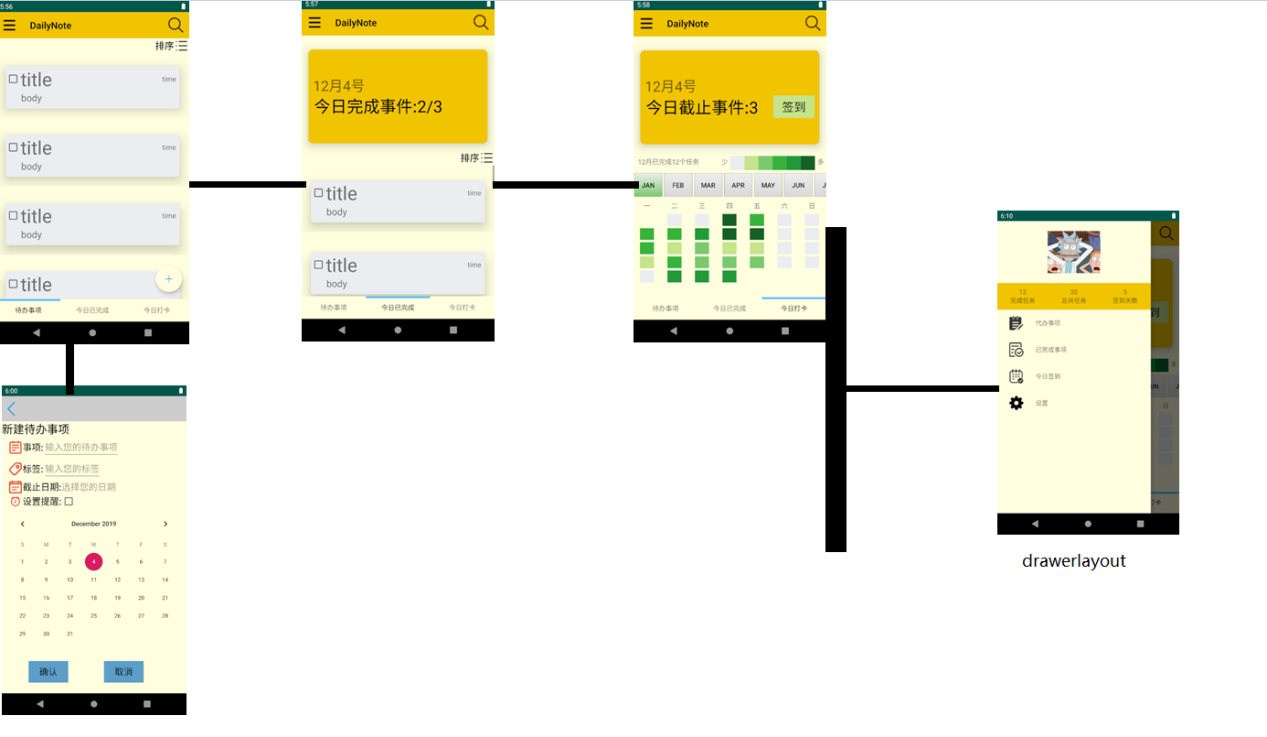 5:56
DailyNote
排序
title
time
body
title
time
body
title
time
body
title
+
待办事项 今日已完成 今日打卡
5:57
DailyNote
12月4号
今日完成事件:2/3
排序
title
time
body
title
time
body
待办事项 今日已完成 今日打卡
5:58
DailyNote
12月4号
今日截止事件:3 签到
12月已完成12个任务 少 多
JAN FEB MAR APR MAY JUN J
一 二 三 四 五 六 日
待办事项 今日已完成 今日打卡
6:00
新建待办事项
事项: 输入您的待办事项
标签: 输入您的标签
截止日期:选择您的日期
设置提醒:
December 2019
S M T W T F S
1 2 3 4 5 6 7
8 9 10 11 12 13 14
15 16 17 18 19 20 21
22 23 24 25 26 27 28
29 30 31
确认 取消
6:10
12 20 5
完成任务 总共任务 签到天数
代办事项
已完成事项
今日签到
设置
drawerlayout